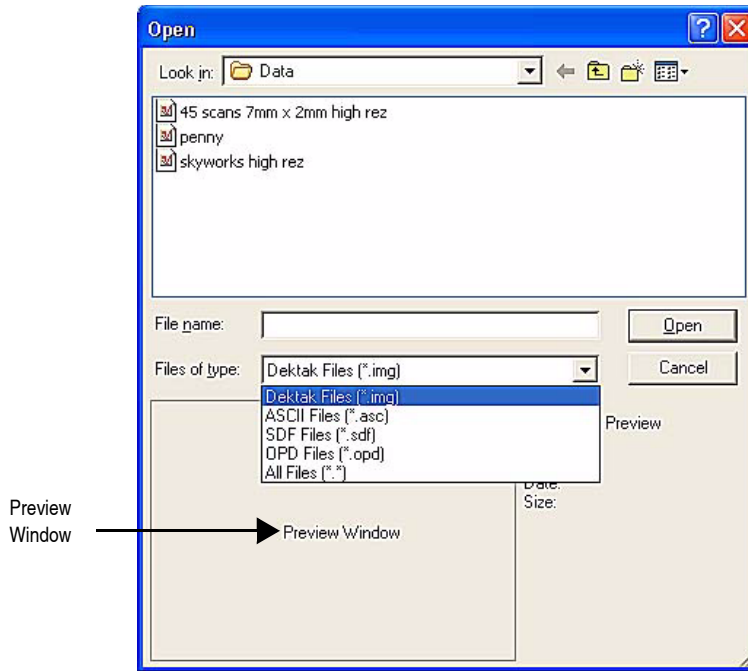 Open
Look in: Data
45 scans 7mm x 2mm high rez
penny
skyworks high rez
File name:
Open
Files of type: Dektak Files (*.img)
Cancel
Dektak Files (*.img)
ASCII Files (*.asc)
SDF Files (*.sdf)
OPD Files (*.opd)
All Files (*.*)
Preview
Date:
Size:
Preview
Window
Preview Window